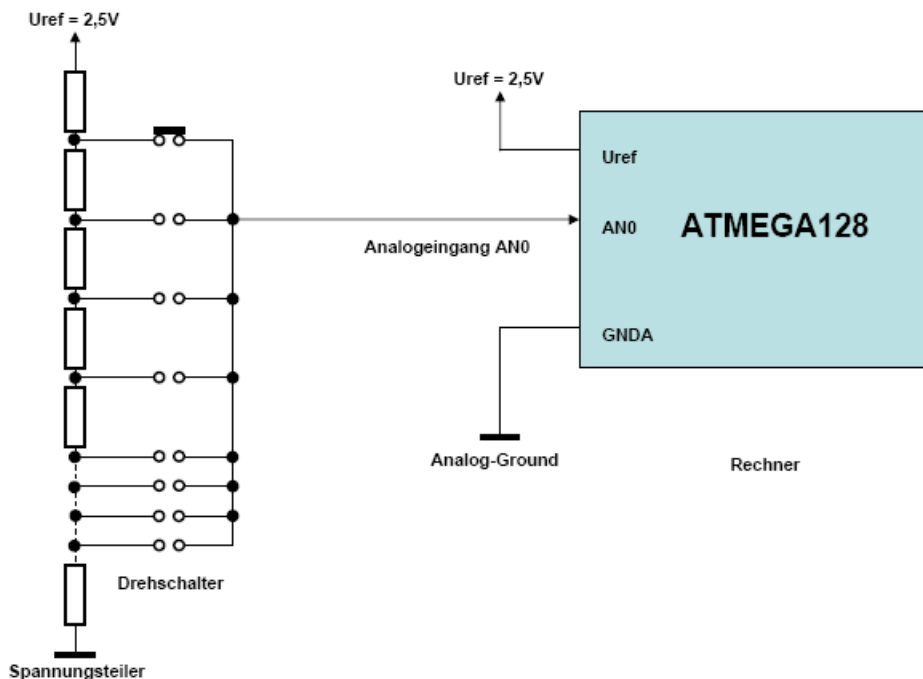 Uref = 2,5V
Uref = 2,5V
Uref
AN0
ATMEGA128
Analogeingang AN0
GNDA
Analog-Ground
Rechner
Drehschalter
Spannungsteiler